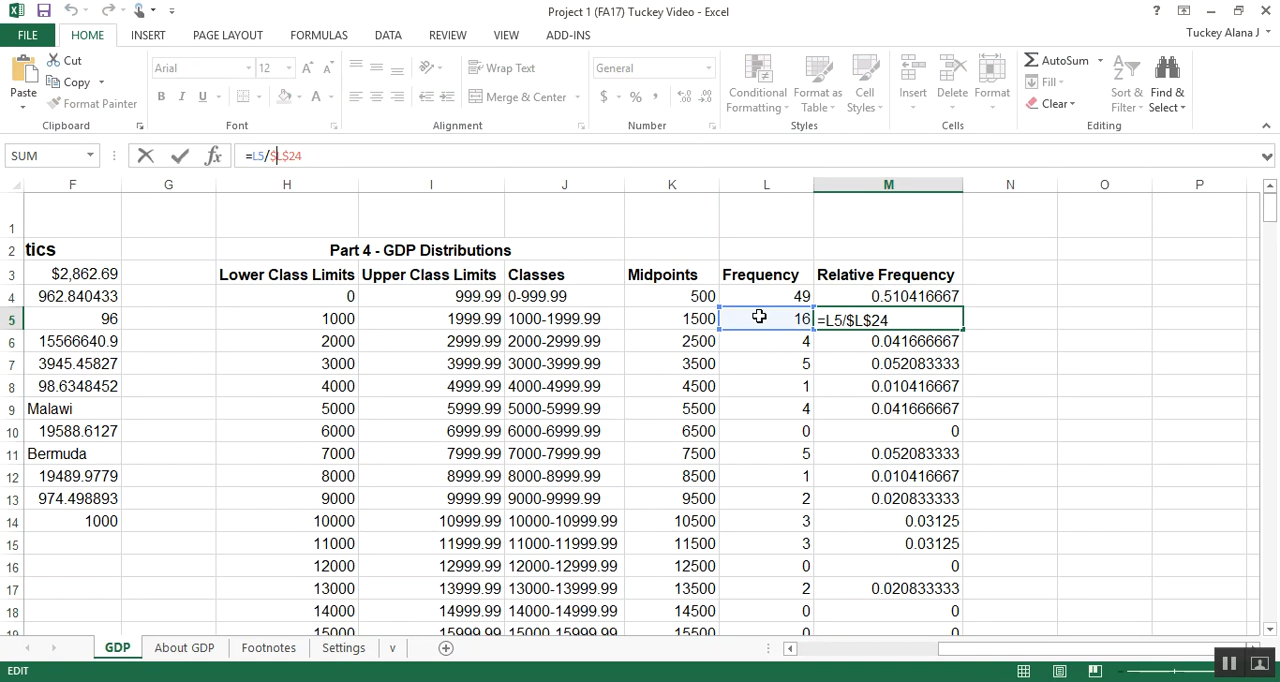 Project 1 (FA17) Tuckey Video - Excel
?
FILE HOME INSERT PAGE LAYOUT FORMULAS DATA REVIEW VIEW ADD-INS Tuckey Alana J
Paste Cut Copy Format Painter Clipboard
Arial 12 A A B I U A Font
Wrap Text Merge & Center Alignment
General $ % , Number
Conditional Formatting Format as Table Cell Styles Styles
Insert Delete Format Cells
AutoSum Fill Clear Sort & Filter Find & Select Editing
SUM fx =L5/$L$24
F G H I J K L M N O P
1
2 tics Part 4 - GDP Distributions
3 $2,862.69 Lower Class Limits Upper Class Limits Classes Midpoints Frequency Relative Frequency
4 962.840433 0 999.99 0-999.99 500 49 0.510416667
5 96 1000 1999.99 1000-1999.99 1500 16 =L5/$L$24
6 15566640.9 2000 2999.99 2000-2999.99 2500 4 0.041666667
7 3945.45827 3000 3999.99 3000-3999.99 3500 5 0.052083333
8 98.6348452 4000 4999.99 4000-4999.99 4500 1 0.010416667
9 Malawi 5000 5999.99 5000-5999.99 5500 4 0.041666667
10 19588.6127 6000 6999.99 6000-6999.99 6500 0 0
11 Bermuda 7000 7999.99 7000-7999.99 7500 5 0.052083333
12 19489.9779 8000 8999.99 8000-8999.99 8500 1 0.010416667
13 974.498893 9000 9999.99 9000-9999.99 9500 2 0.020833333
14 1000 10000 10999.99 10000-10999.99 10500 3 0.03125
15 11000 11999.99 11000-11999.99 11500 3 0.03125
16 12000 12999.99 12000-12999.99 12500 0 0
17 13000 13999.99 13000-13999.99 13500 2 0.020833333
18 14000 14999.99 14000-14999.99 14500 0 0
19 15000 15999.99 15000-15999.99 15500 0 0
GDP About GDP Footnotes Settings v
EDIT